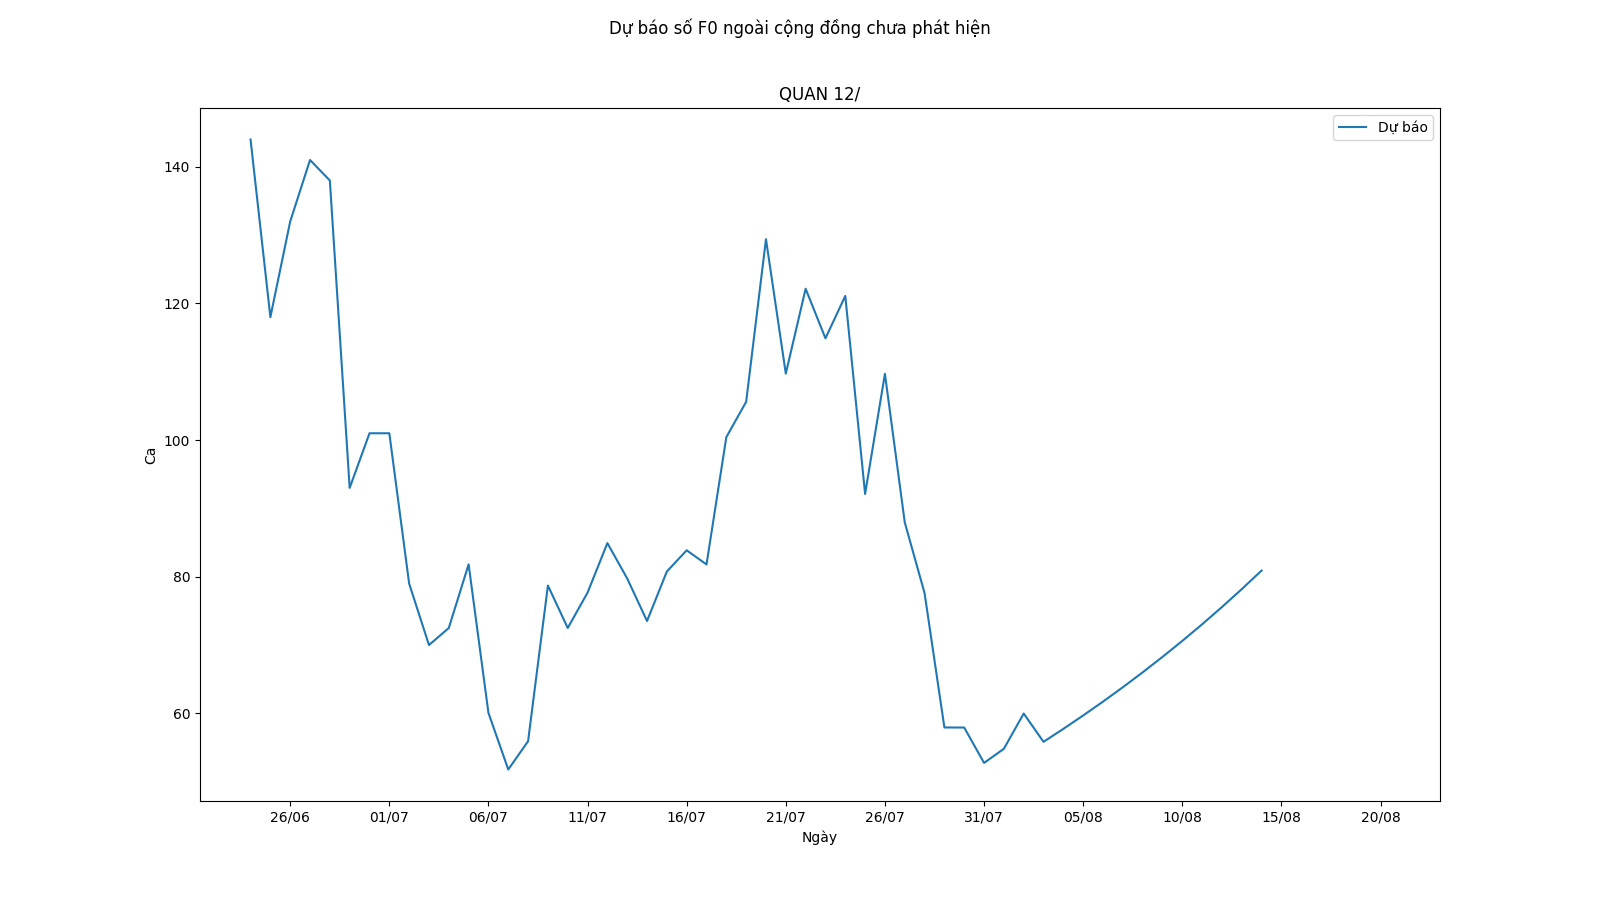 Dự báo số F0 ngoài cộng đồng chưa phát hiện
QUAN 12/
Dự báo
140
120
100
80
60
Ca
26/06 01/07 06/07 11/07 16/07 21/07 26/07 31/07 05/08 10/08 15/08 20/08
Ngày